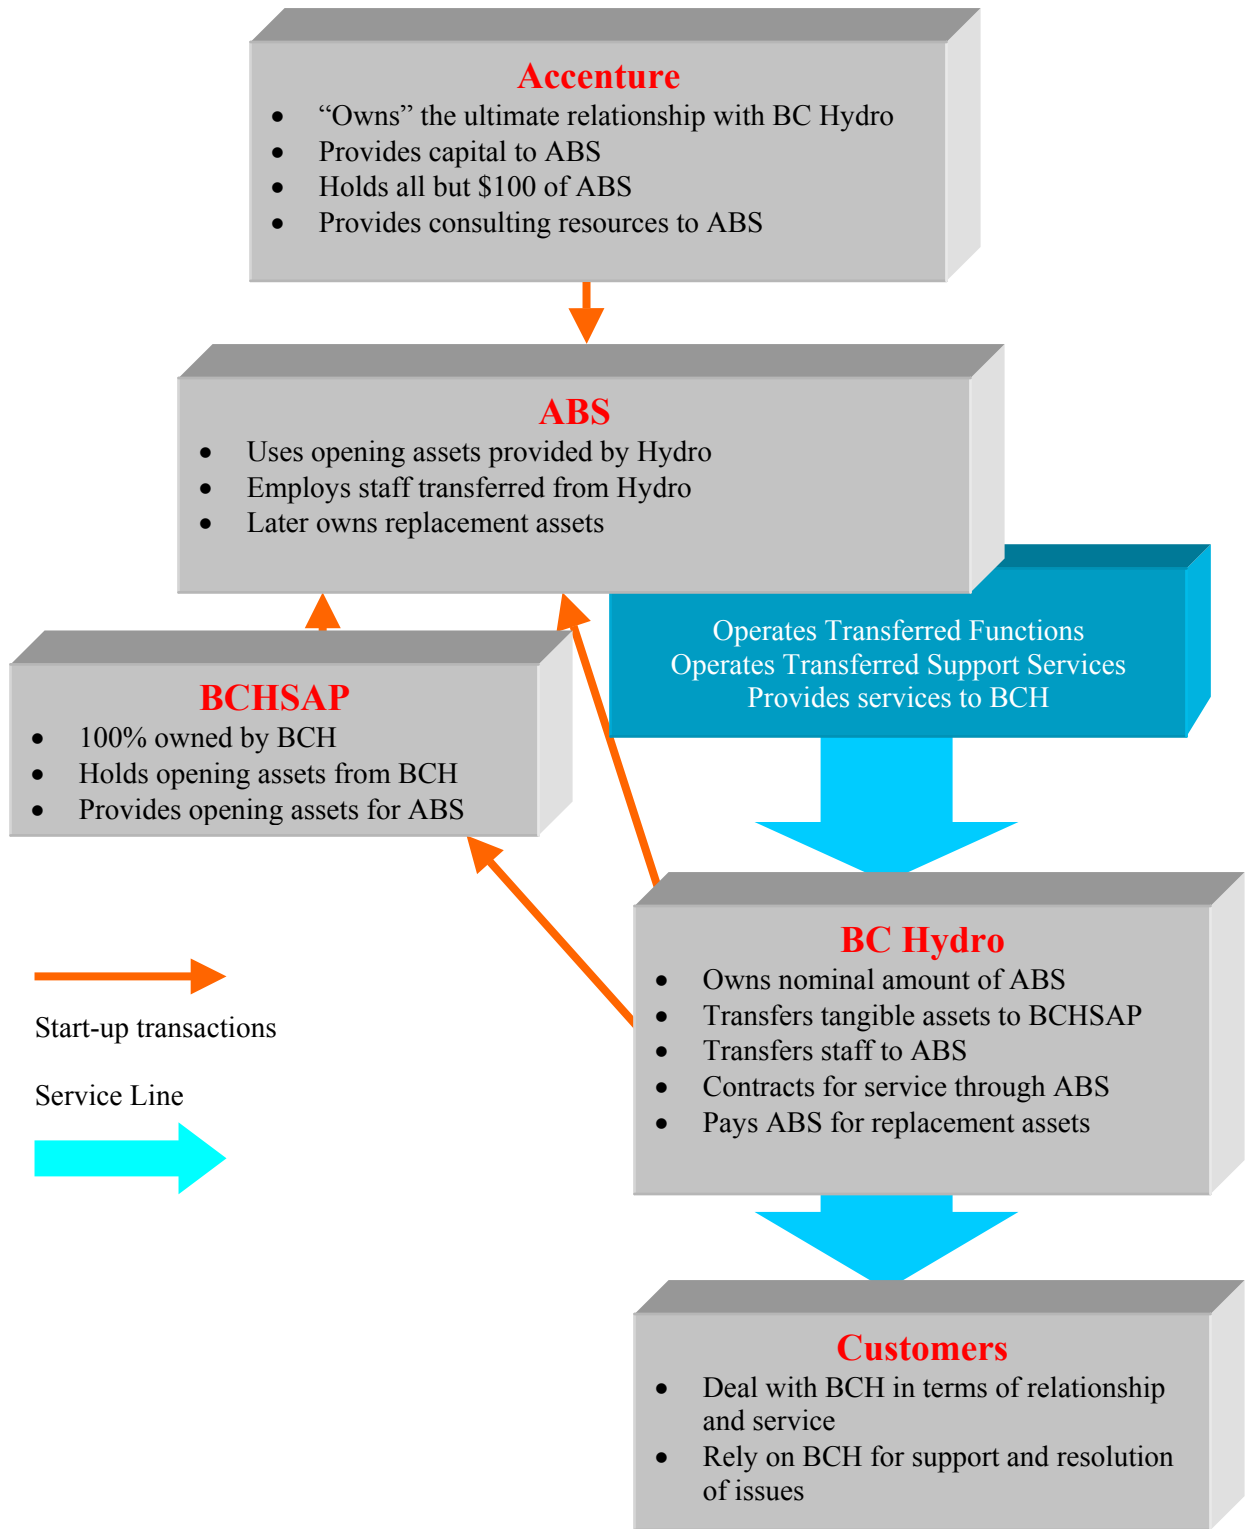 Accenture
• “Owns” the ultimate relationship with BC Hydro
• Provides capital to ABS
• Holds all but $100 of ABS
• Provides consulting resources to ABS
ABS
• Uses opening assets provided by Hydro
• Employs staff transferred from Hydro
• Later owns replacement assets
Operates Transferred Functions
Operates Transferred Support Services
Provides services to BCH
BCHSAP
• 100% owned by BCH
• Holds opening assets from BCH
• Provides opening assets for ABS
BC Hydro
• Owns nominal amount of ABS
• Transfers tangible assets to BCHSAP
• Transfers staff to ABS
• Contracts for service through ABS
• Pays ABS for replacement assets
Start-up transactions
Service Line
Customers
• Deal with BCH in terms of relationship
and service
• Rely on BCH for support and resolution
of issues